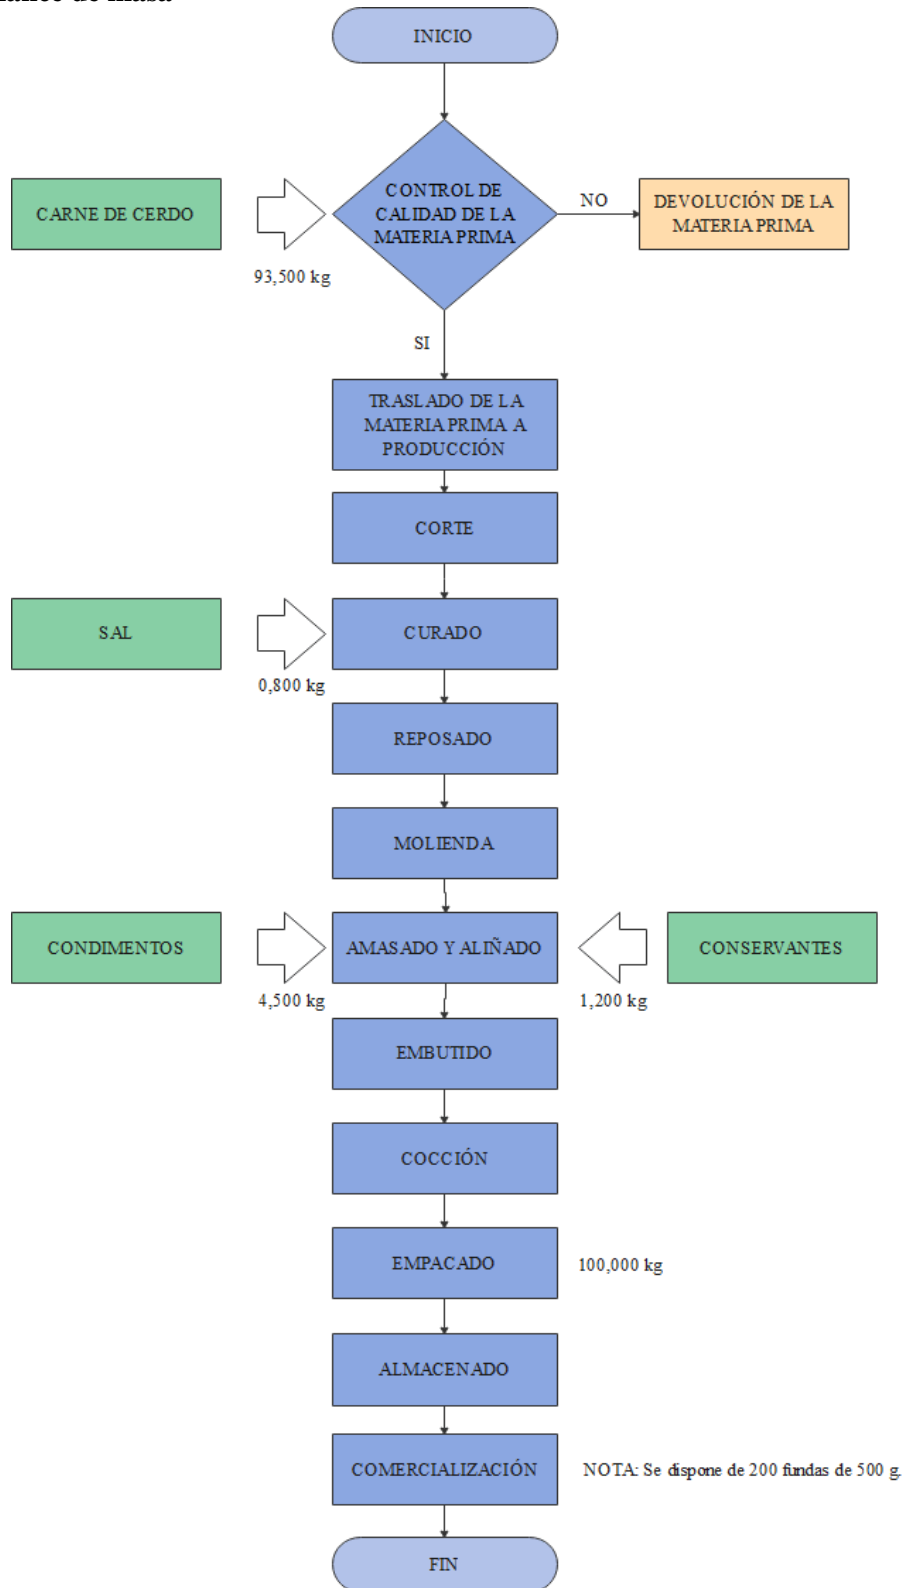 INICIO
CONTROL DE
CALIDAD DE LA
MATERIA PRIMA
CARNE DE CERDO
93,500 kg
NO
DEVOLUCIÓN DE LA
MATERIA PRIMA
SI
TRASLADO DE LA
MATERIA PRIMA A
PRODUCCIÓN
CORTE
SAL
0,800 kg
CURADO
REPOSADO
MOLIENDA
CONDIMENTOS
4,500 kg
AMASADO Y ALIÑADO
CONSERVANTES
1,200 kg
EMBUTIDO
COCCIÓN
EMPACADO
100,000 kg
ALMACENADO
COMERCIALIZACIÓN
NOTA: Se dispone de 200 fundas de 500 g.
FIN